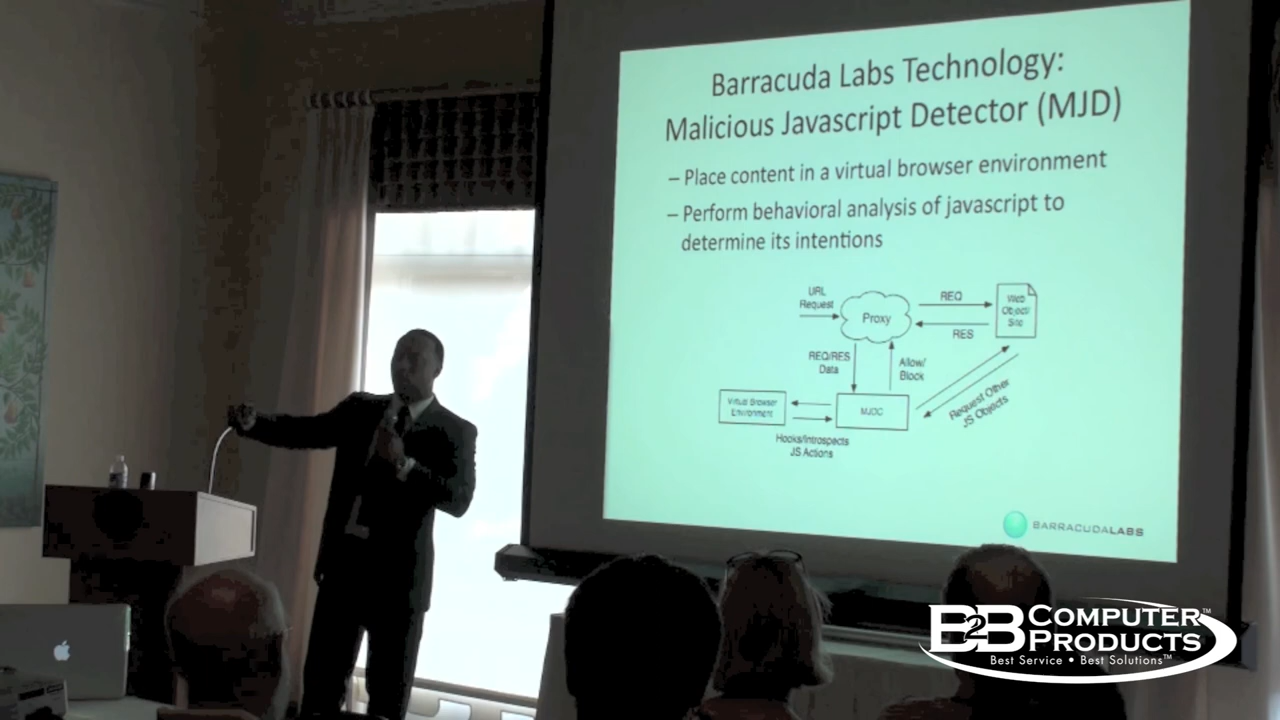 Barracuda Labs Technology:
Malicious Javascript Detector (MJD)
– Place content in a virtual browser environment
– Perform behavioral analysis of javascript to
determine its intentions
URL
Request
Proxy
REQ
RES
Web
Object/
Site
REQ/RES
Data
Allow/
Block
Virtual Browser
Environment
MJDC
Request Other
JS Objects
Hooks/Introspects
JS Actions
BARRACUDALABS
B2B COMPUTER PRODUCTS™
Best Service • Best Solutions™